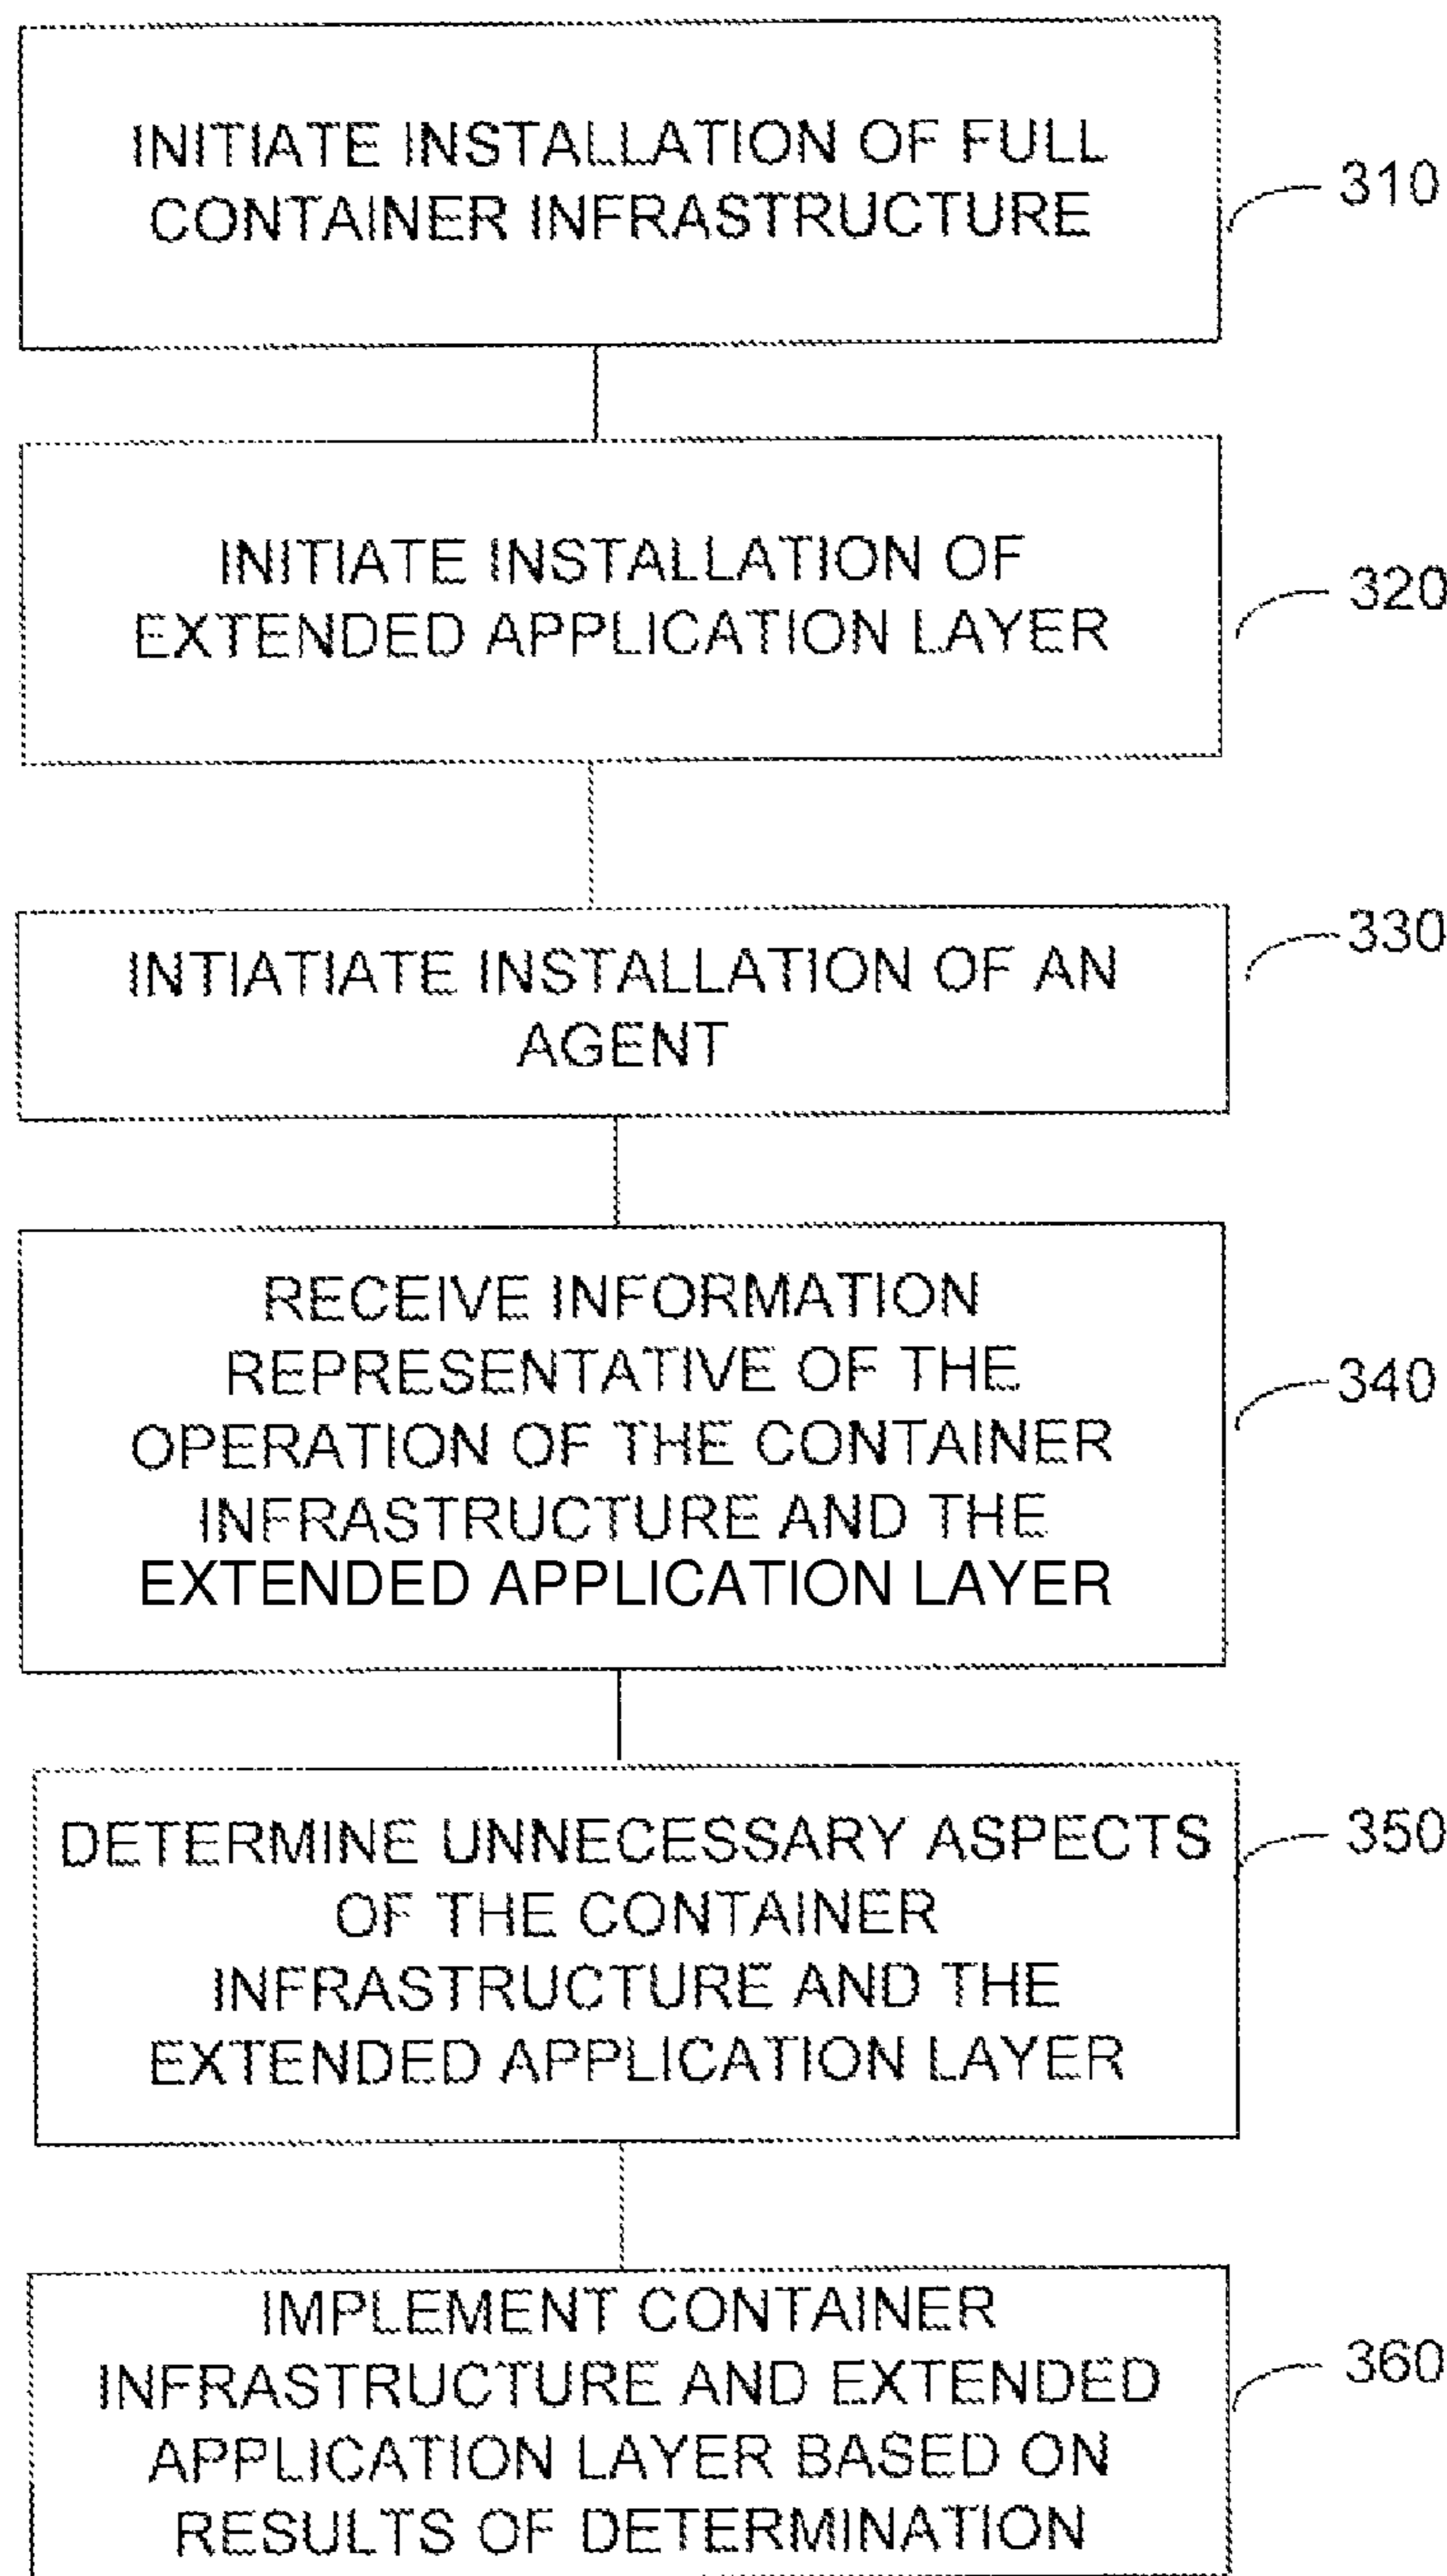 INITIATE INSTALLATION OF FULL
CONTAINER INFRASTRUCTURE
310
INITIATE INSTALLATION OF
EXTENDED APPLICATION LAYER
320
INTIATIATE INSTALLATION OF AN
AGENT
330
RECEIVE INFORMATION
REPRESENTATIVE OF THE
OPERATION OF THE CONTAINER
INFRASTRUCTURE AND THE
EXTENDED APPLICATION LAYER
340
DETERMINE UNNECESSARY ASPECTS
OF THE CONTAINER
INFRASTRUCTURE AND THE
EXTENDED APPLICATION LAYER
350
IMPLEMENT CONTAINER
INFRASTRUCTURE AND EXTENDED
APPLICATION LAYER BASED ON
RESULTS OF DETERMINATION
360